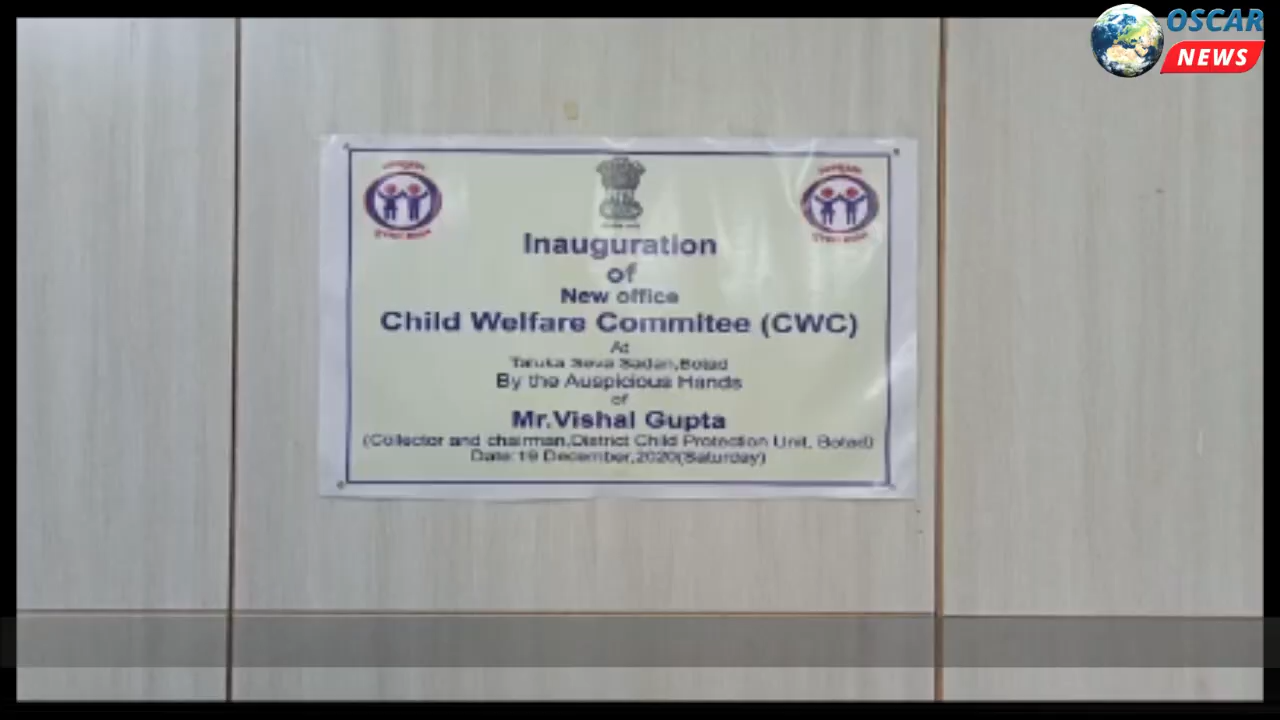 OSCAR
NEWS
Inauguration
of
New office
Child Welfare Commitee (CWC)
At
Taluka Seva Sadan,Botad
By the Auspicious Hands
of
Mr.Vishal Gupta
(Collector and chairman,District Child Protection Unit, Botad)
Date:19 December,2020(Saturday)